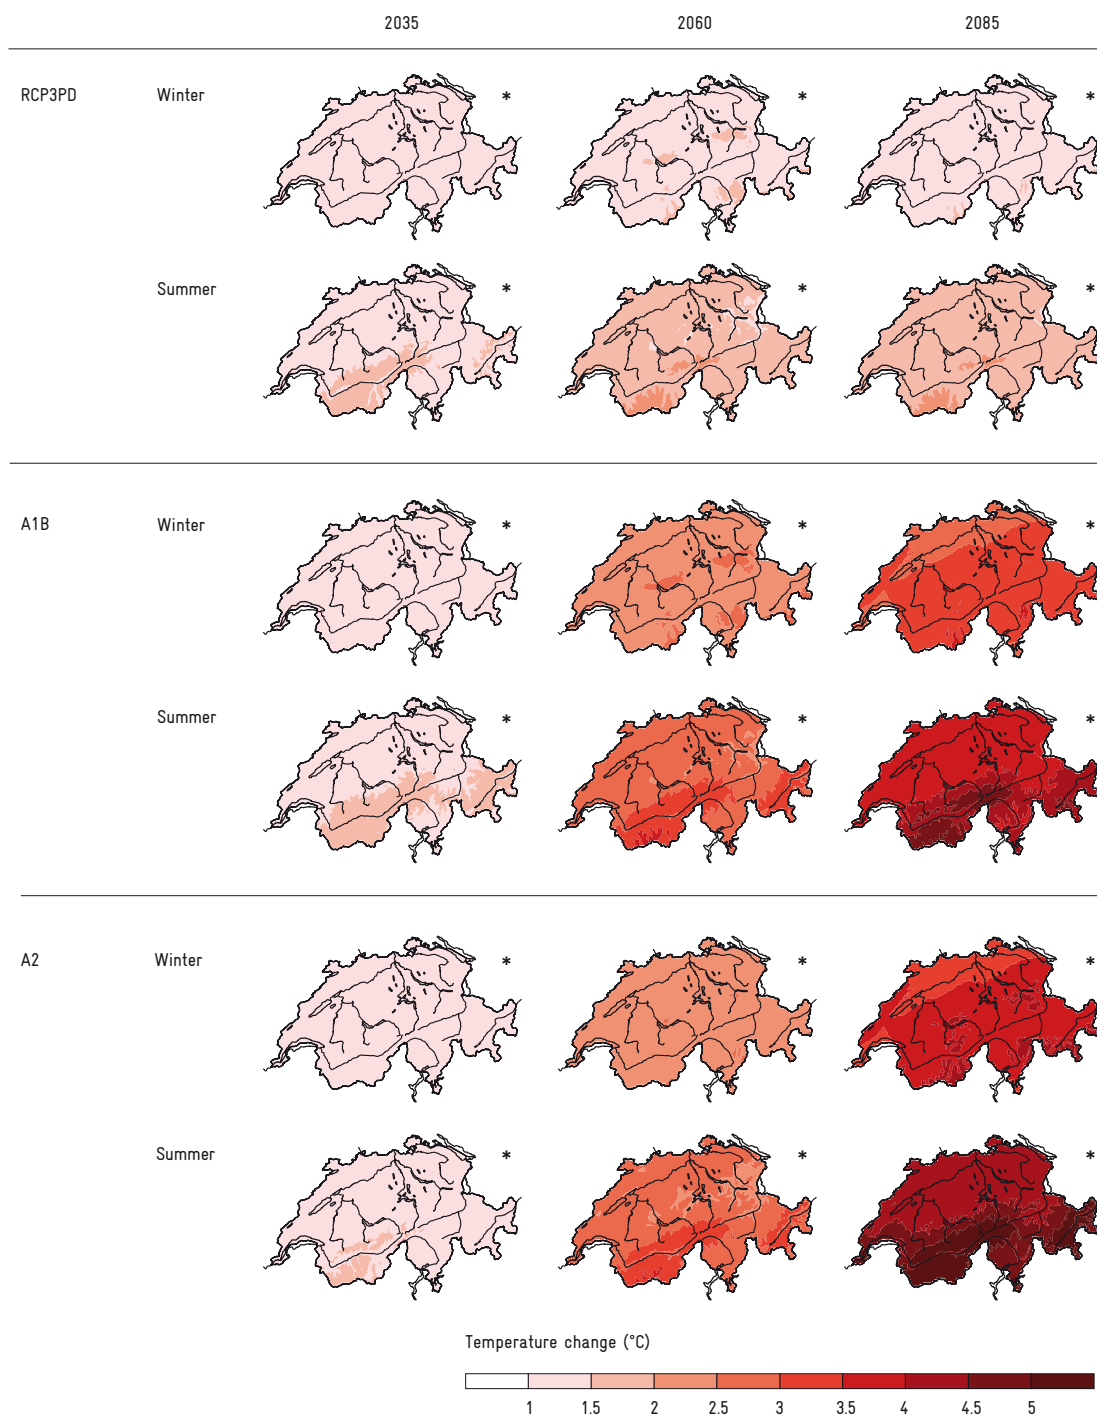 2035 2060 2085
RCP3PD Winter * * *
Summer * * *
A1B Winter * * *
Summer * * *
A2 Winter * * *
Summer * * *
Temperature change (°C)
1 1.5 2 2.5 3 3.5 4 4.5 5